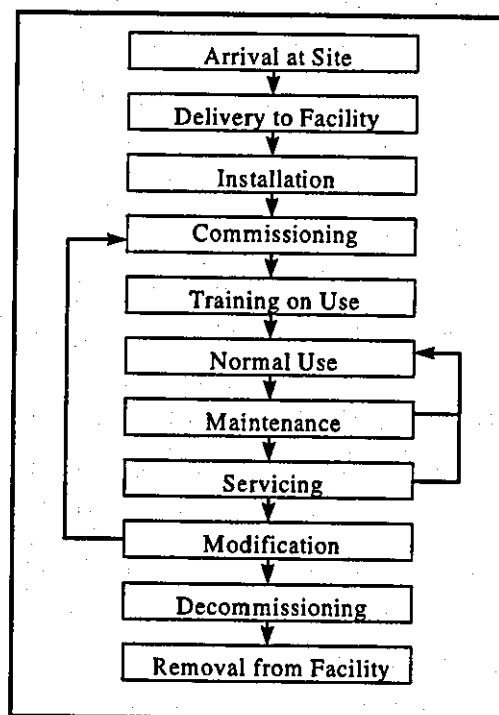 Arrival at Site
Delivery to Facility
Installation
Commissioning
Training on Use
Normal Use
Maintenance
Servicing
Modification
Decommissioning
Removal from Facility